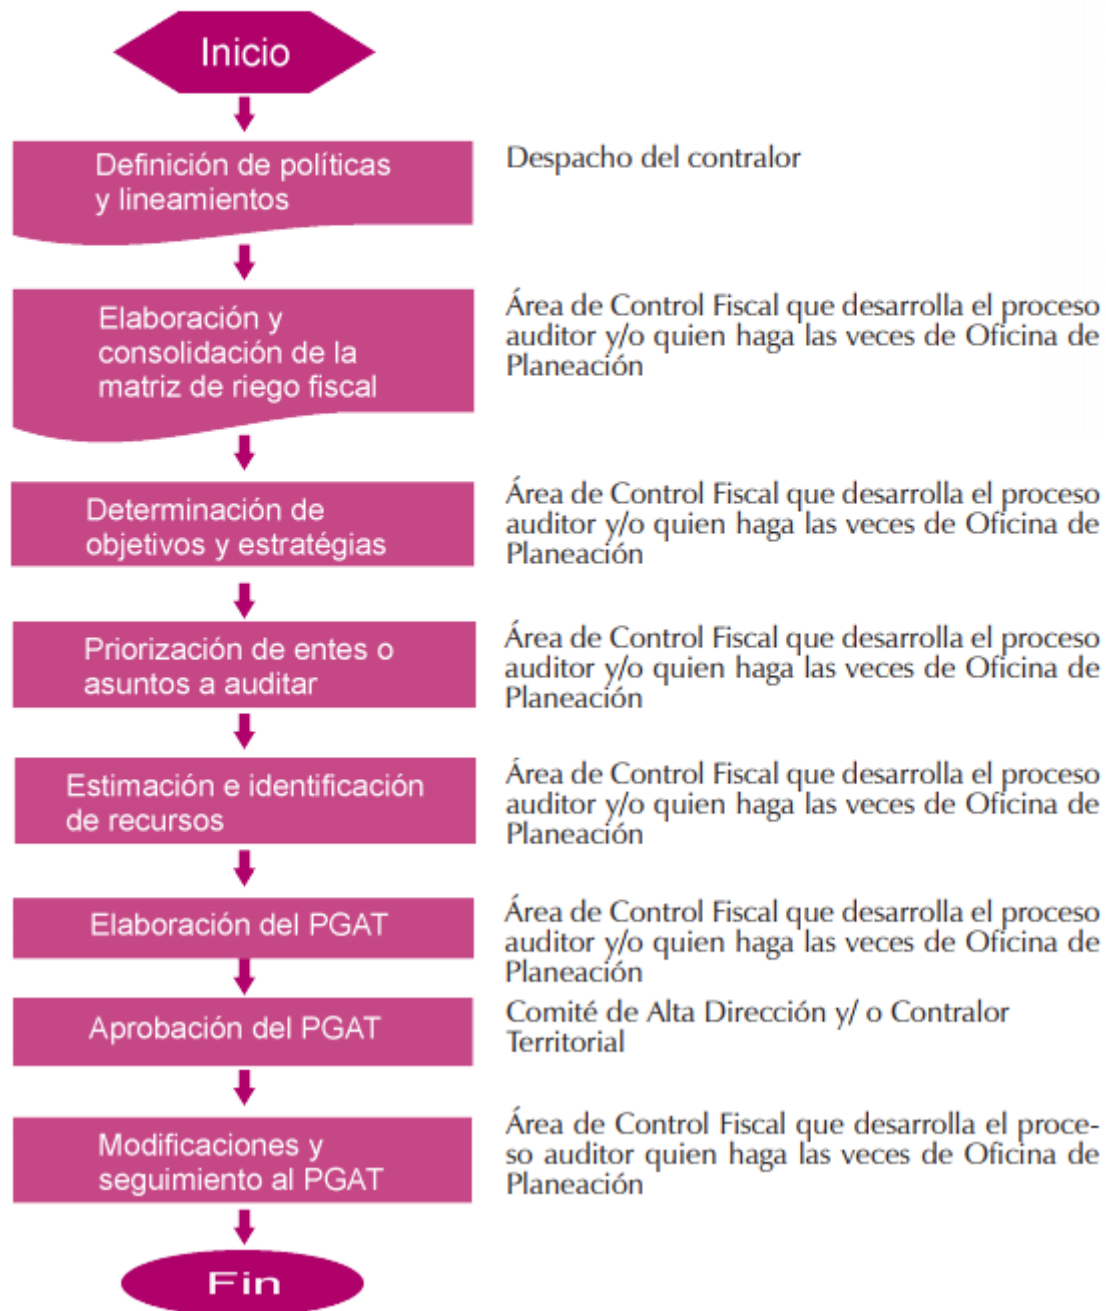 Inicio
Definición de políticas
y lineamientos
Despacho del contralor
Elaboración y
consolidación de la
matriz de riego fiscal
Área de Control Fiscal que desarrolla el proceso
auditor y/o quien haga las veces de Oficina de
Planeación
Determinación de
objetivos y estratégias
Área de Control Fiscal que desarrolla el proceso
auditor y/o quien haga las veces de Oficina de
Planeación
Priorización de entes o
asuntos a auditar
Área de Control Fiscal que desarrolla el proceso
auditor y/o quien haga las veces de Oficina de
Planeación
Estimación e identificación
de recursos
Área de Control Fiscal que desarrolla el proceso
auditor y/o quien haga las veces de Oficina de
Planeación
Elaboración del PGAT
Área de Control Fiscal que desarrolla el proceso
auditor y/o quien haga las veces de Oficina de
Planeación
Aprobación del PGAT
Comité de Alta Dirección y/ o Contralor
Territorial
Modificaciones y
seguimiento al PGAT
Área de Control Fiscal que desarrolla el proce-
so auditor quien haga las veces de Oficina de
Planeación
Fin